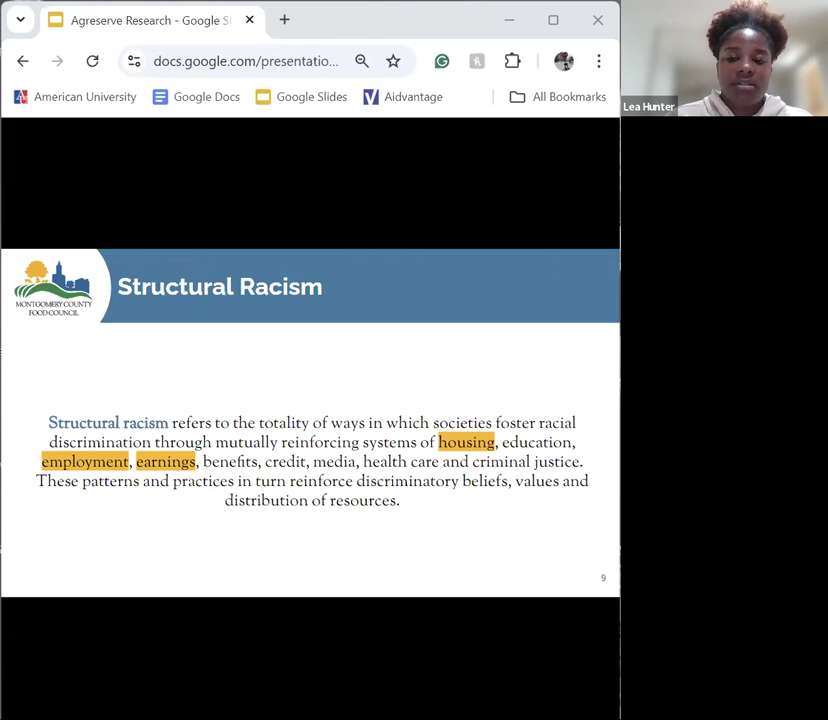 Agreserve Research - Google S
docs.google.com/presentatio...
American University
Google Docs
Google Slides
Aidvantage
All Bookmarks
Lea Hunter
MONTGOMERY COUNTY
FOOD COUNCIL
Structural Racism
Structural racism refers to the totality of ways in which societies foster racial
discrimination through mutually reinforcing systems of housing, education,
employment, earnings, benefits, credit, media, health care and criminal justice.
These patterns and practices in turn reinforce discriminatory beliefs, values and
distribution of resources.
9